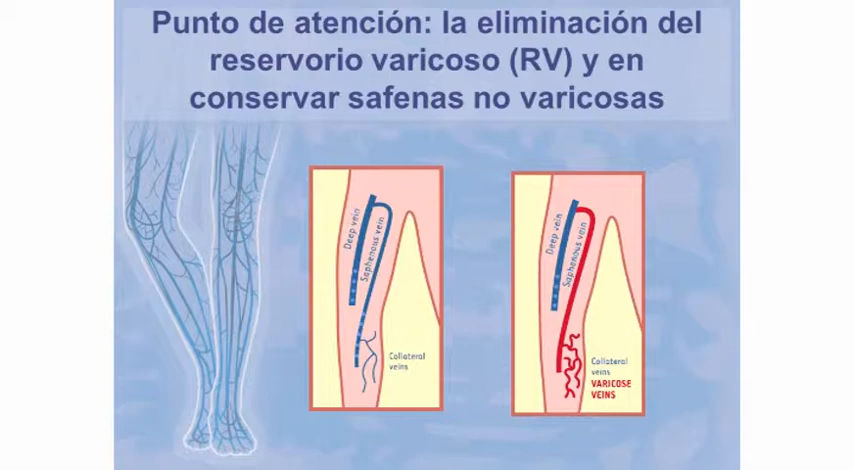 Punto de atención: la eliminación del
reservorio varicoso (RV) y en
conservar safenas no varicosas
Deep vein
Saphenous vein
Collateral
veins
Deep vein
Saphenous vein
Collateral
veins
VARICOSE
VEINS